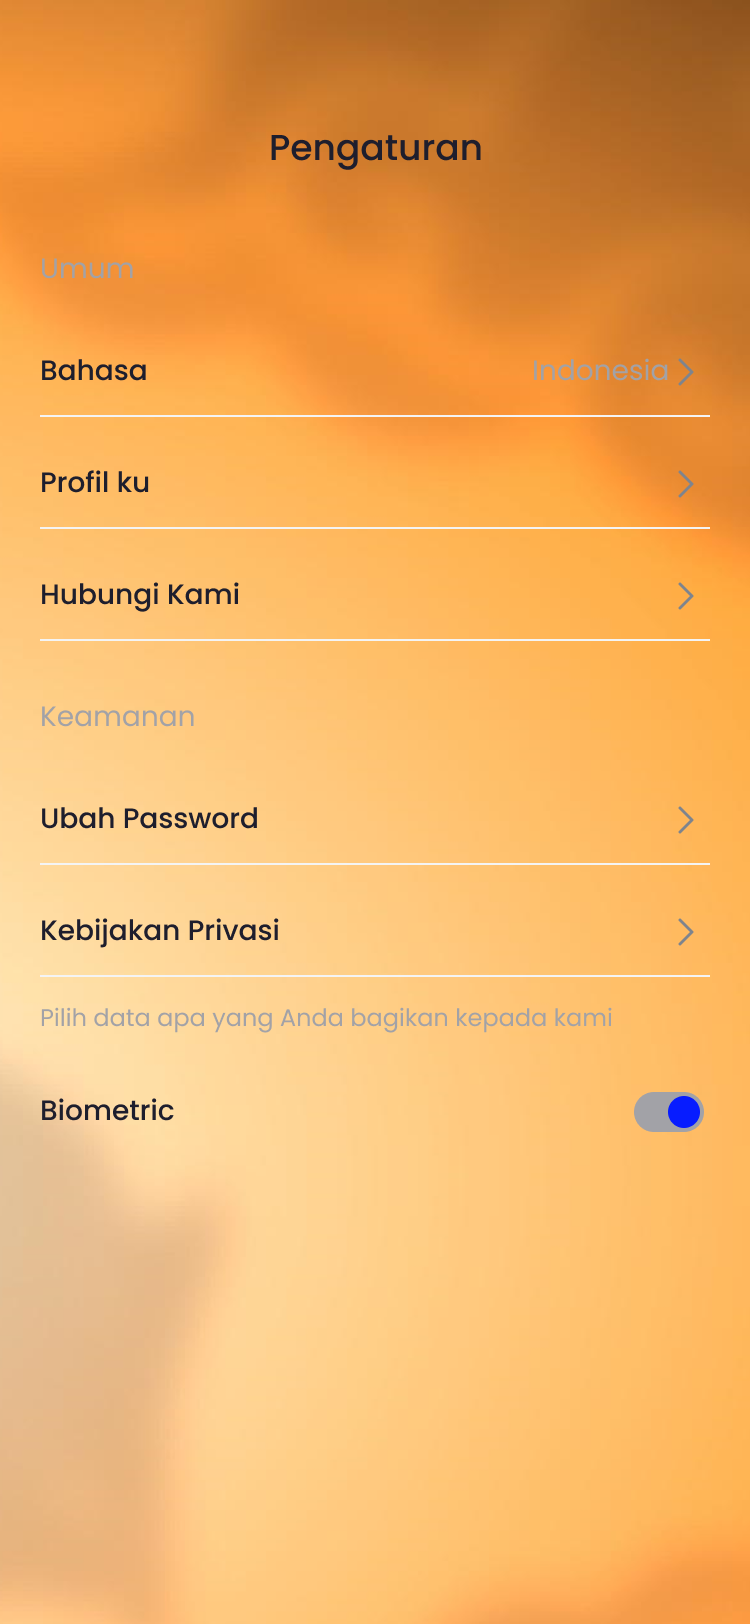 Pengaturan
Umum
Bahasa Indonesia
Profil ku
Hubungi Kami
Keamanan
Ubah Password
Kebijakan Privasi
Pilih data apa yang Anda bagikan kepada kami
Biometric